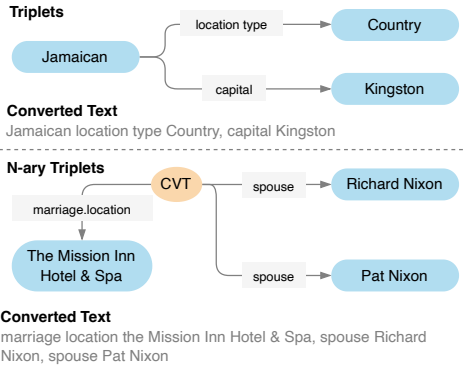 Triplets
location type
Country
Jamaican
capital
Kingston
Converted Text
Jamaican location type Country, capital Kingston
N-ary Triplets
CVT
spouse
Richard Nixon
marriage.location
The Mission Inn
Hotel & Spa
spouse
Pat Nixon
Converted Text
marriage location the Mission Inn Hotel & Spa, spouse Richard
Nixon, spouse Pat Nixon